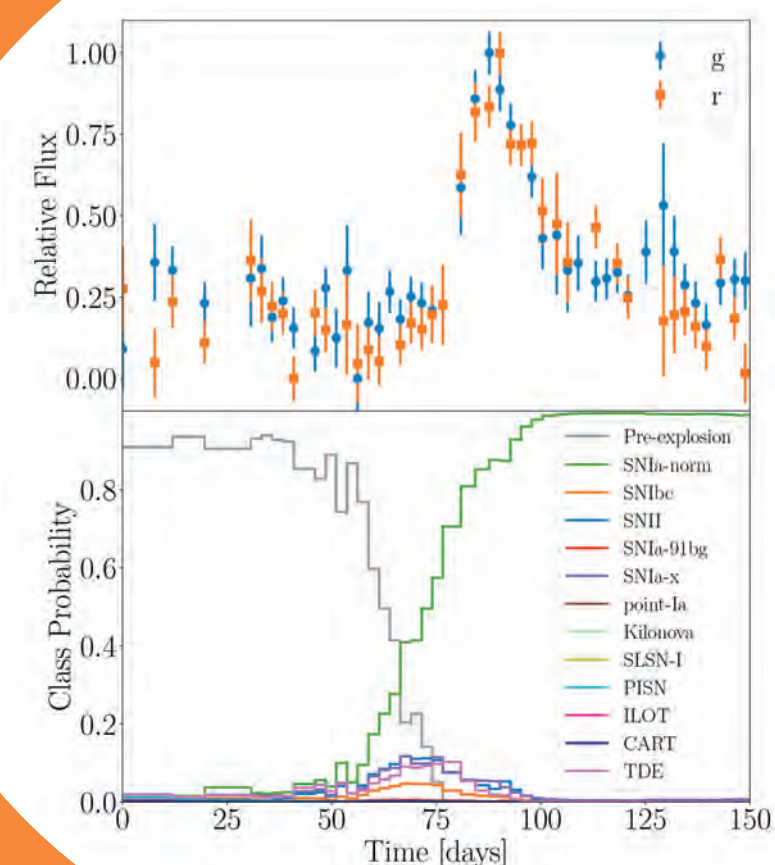 1.00
0.75
0.50
0.25
0.00
Relative Flux
g
r
0.8
0.6
0.4
0.2
0.0
Class Probability
Pre-explosion
SNIa-norm
SNIbc
SNII
SNIa-91bg
SNIa-x
point-Ia
Kilonova
SLSN-I
PISN
ILOT
CART
TDE
0 25 50 75 100 125 150
Time [days]